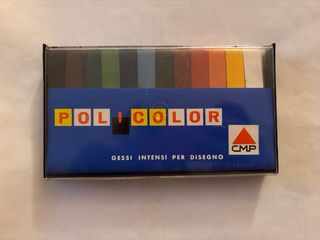 POLICOLOR
GESSI INTENSI PER DISEGNO
CMP